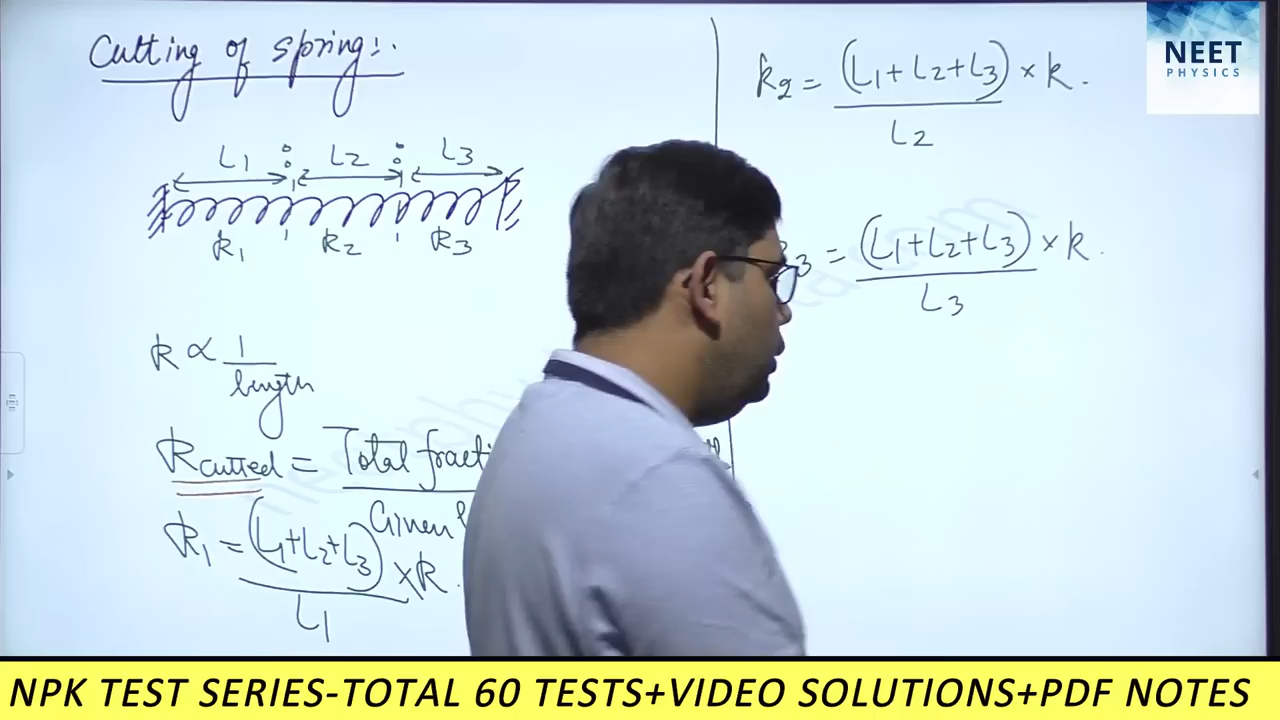 Cutting of spring:.
L1 L2 L3
k1 k2 k3
k ∝ 1
length
kcutted = Total
Given
k1 = (L1+L2+L3) × k.
L1
k2 = (L1+L2+L3) × k.
L2
3 = (L1+L2+L3) × k.
L3
NEET
PHYSICS
NPK TEST SERIES-TOTAL 60 TESTS+VIDEO SOLUTIONS+PDF NOTES